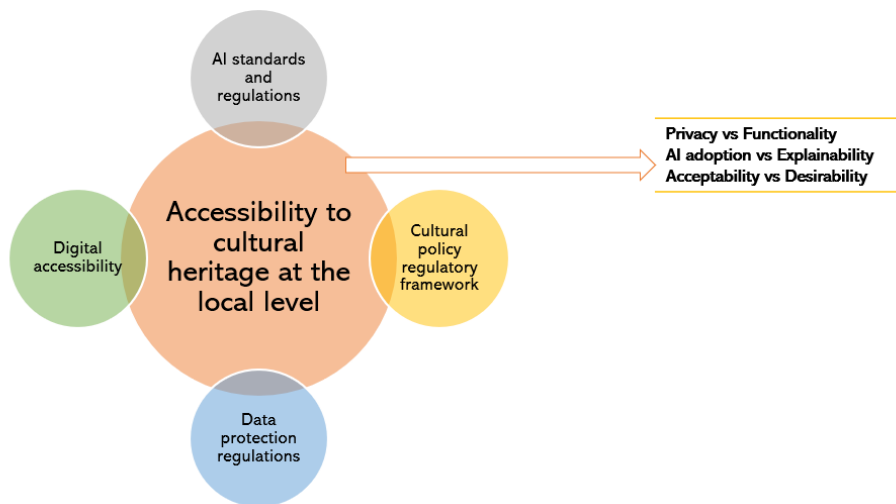 AI standards
and
regulations
Privacy vs Functionality
AI adoption vs Explainability
Acceptability vs Desirability
Accessibility to
cultural
heritage at the
local level
Digital
accessibility
Cultural
policy
regulatory
framework
Data
protection
regulations